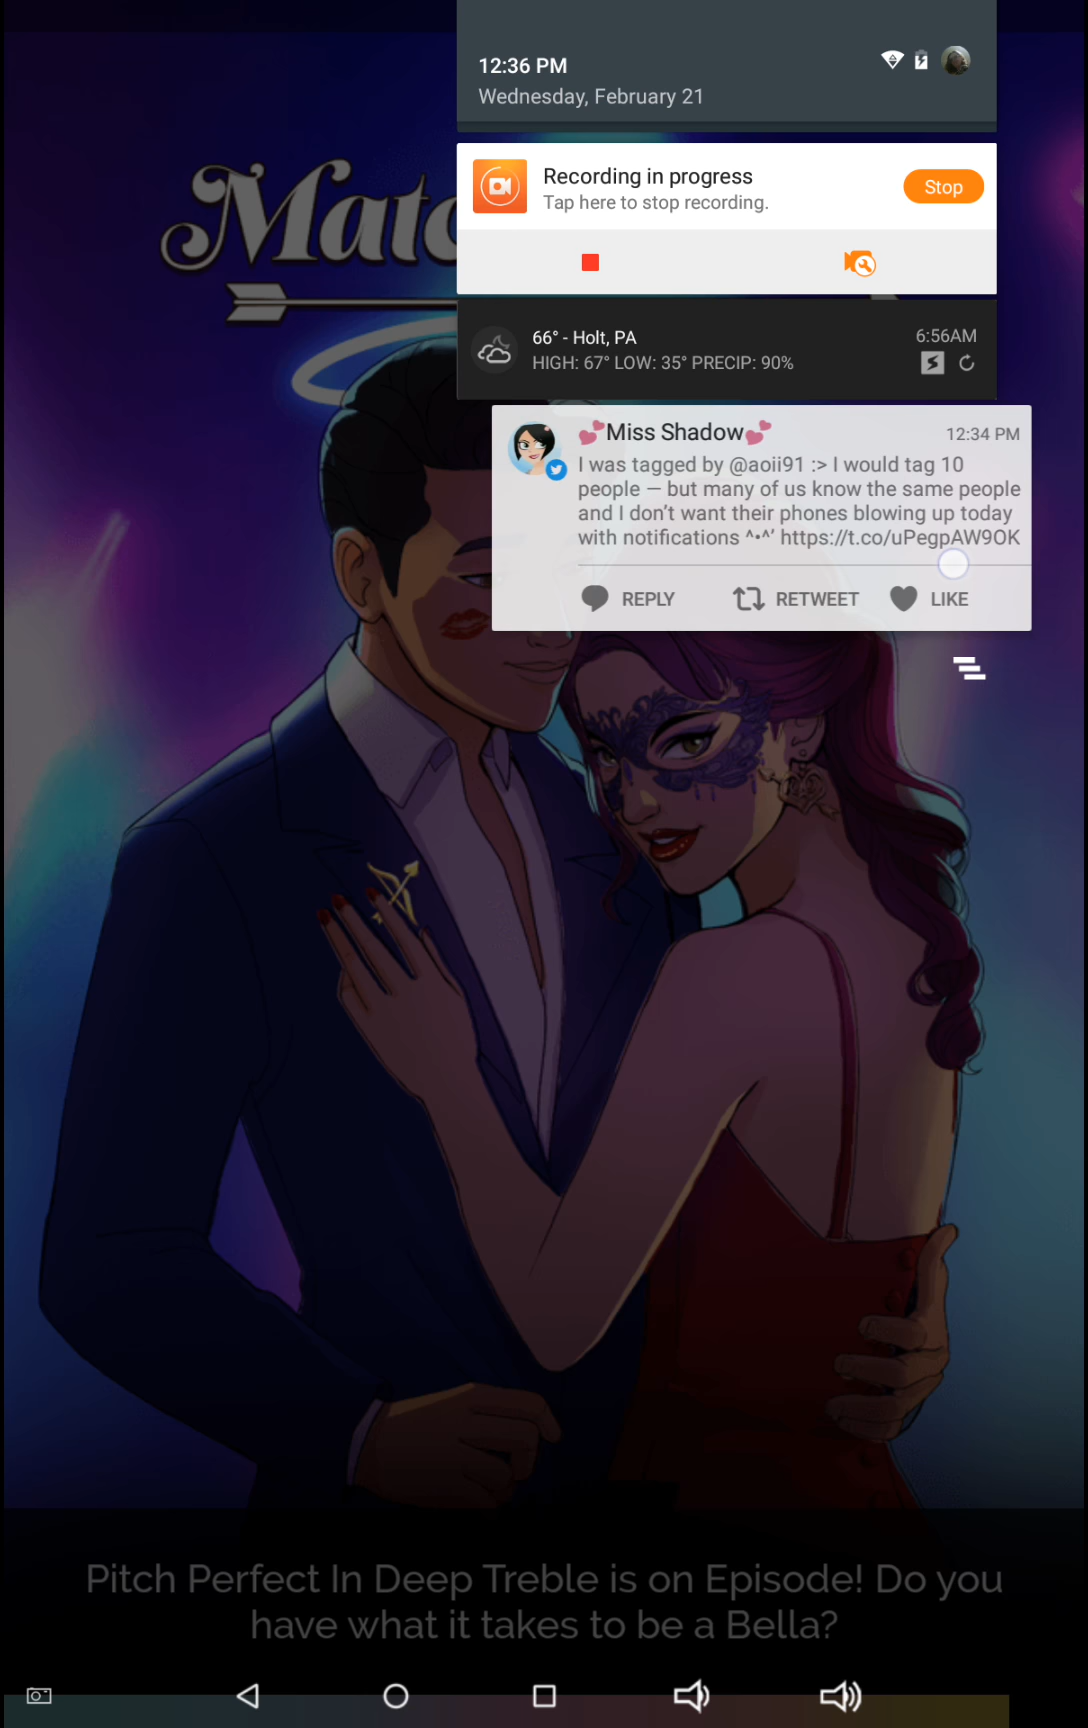 12:36 PM
Wednesday, February 21
Recording in progress
Tap here to stop recording.
Stop
66° - Holt, PA
6:56AM
HIGH: 67° LOW: 35° PRECIP: 90%
💕Miss Shadow💕
12:34 PM
I was tagged by @aoii91 :> I would tag 10
people — but many of us know the same people
and I don’t want their phones blowing up today
with notifications ^•^’ https://t.co/uPegpAW9OK
REPLY
RETWEET
LIKE
Pitch Perfect In Deep Treble is on Episode! Do you
have what it takes to be a Bella?